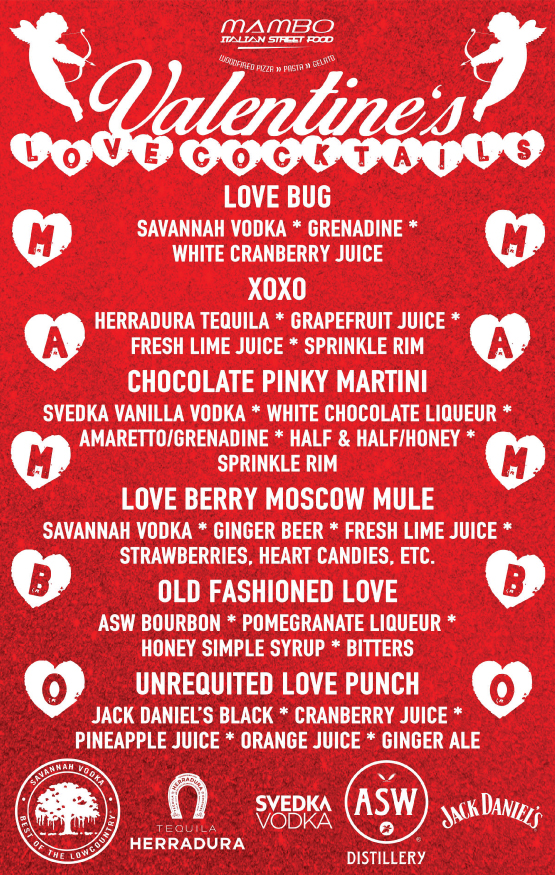 MAMBO
ITALIAN STREET FOOD
WOODFIRED PIZZA » PASTA » GELATO
Valentine's
LOVE COCKTAILS
LOVE BUG
SAVANNAH VODKA * GRENADINE *
WHITE CRANBERRY JUICE
XOXO
HERRADURA TEQUILA * GRAPEFRUIT JUICE *
FRESH LIME JUICE * SPRINKLE RIM
CHOCOLATE PINKY MARTINI
SVEDKA VANILLA VODKA * WHITE CHOCOLATE LIQUEUR *
AMARETTO/GRENADINE * HALF & HALF/HONEY *
SPRINKLE RIM
LOVE BERRY MOSCOW MULE
SAVANNAH VODKA * GINGER BEER * FRESH LIME JUICE *
STRAWBERRIES, HEART CANDIES, ETC.
OLD FASHIONED LOVE
ASW BOURBON * POMEGRANATE LIQUEUR *
HONEY SIMPLE SYRUP * BITTERS
UNREQUITED LOVE PUNCH
JACK DANIEL'S BLACK * CRANBERRY JUICE *
PINEAPPLE JUICE * ORANGE JUICE * GINGER ALE
M
A
M
B
O
M
A
M
B
O
SAVANNAH VODKA
BEST OF THE LOWCOUNTRY
HERRADURA
TEQUILA
HERRADURA
SVEDKA
VODKA
ASW
®
DISTILLERY
JACK DANIEL'S